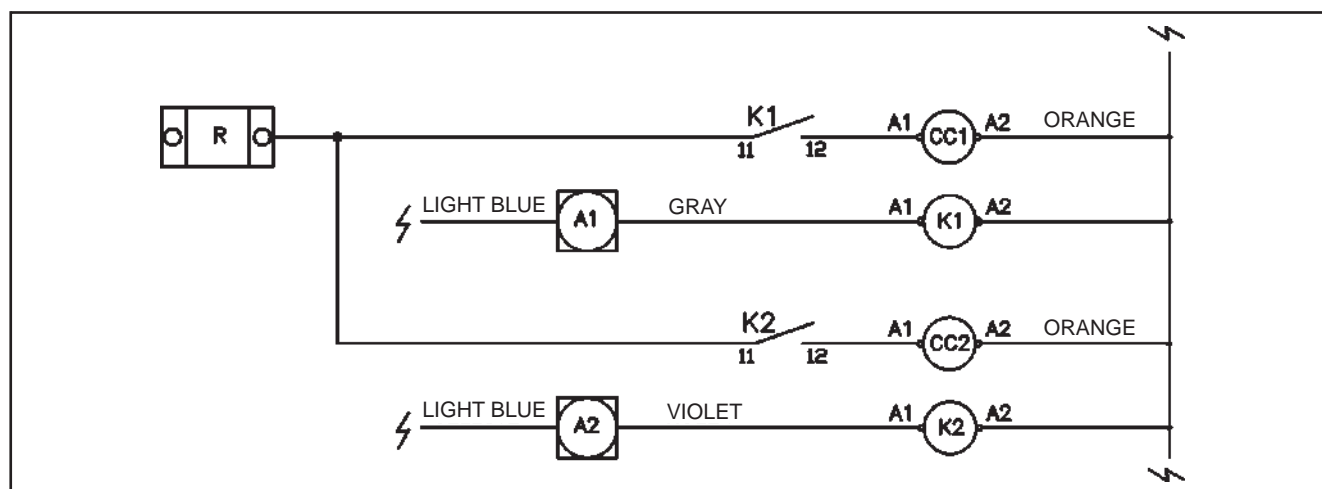 K1
R
11 12
A1 CC1 A2 ORANGE
LIGHT BLUE A1 GRAY A1 K1 A2
K2
11 12
A1 CC2 A2 ORANGE
LIGHT BLUE A2 VIOLET A1 K2 A2